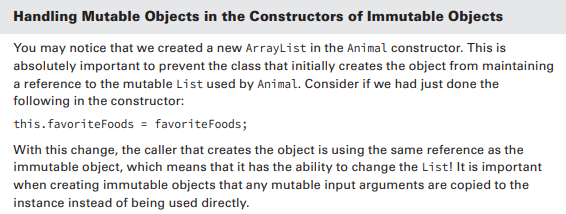 Handling Mutable Objects in the Constructors of Immutable Objects
You may notice that we created a new ArrayList in the Animal constructor. This is
absolutely important to prevent the class that initially creates the object from maintaining
a reference to the mutable List used by Animal. Consider if we had just done the
following in the constructor:
this.favoriteFoods = favoriteFoods;
With this change, the caller that creates the object is using the same reference as the
immutable object, which means that it has the ability to change the List! It is important
when creating immutable objects that any mutable input arguments are copied to the
instance instead of being used directly.